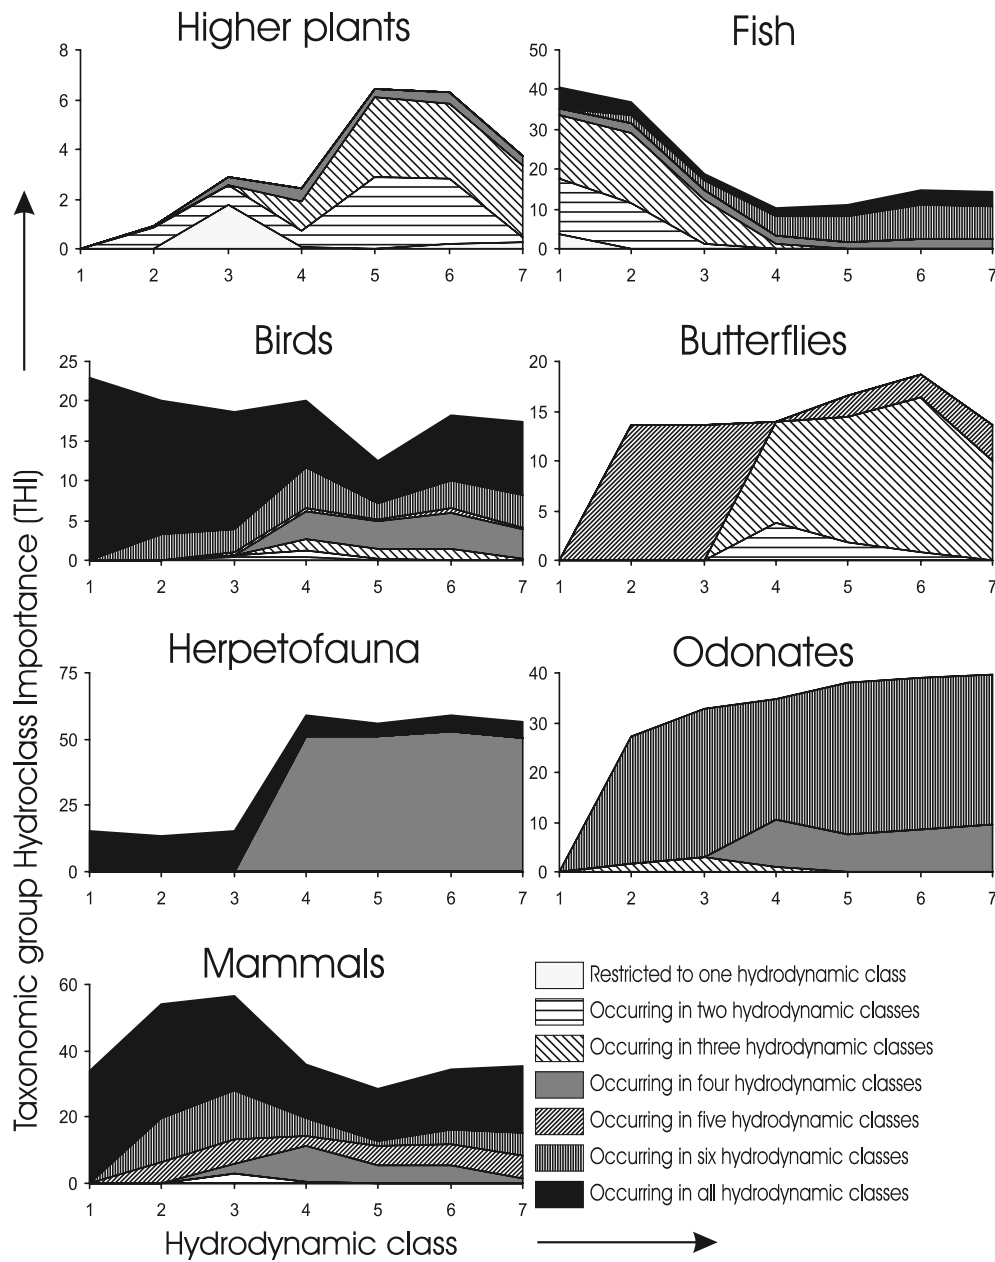 Higher plants
8
6
4
2
0
1 2 3 4 5 6 7
Fish
50
40
30
20
10
0
1 2 3 4 5 6 7
Birds
25
20
15
10
5
0
1 2 3 4 5 6 7
Butterflies
20
15
10
5
0
1 2 3 4 5 6 7
Herpetofauna
75
50
25
0
1 2 3 4 5 6 7
Odonates
40
30
20
10
0
1 2 3 4 5 6 7
Mammals
60
40
20
0
1 2 3 4 5 6 7
Taxonomic group Hydroclass Importance (THI)
Hydrodynamic class
Restricted to one hydrodynamic class
Occurring in two hydrodynamic classes
Occurring in three hydrodynamic classes
Occurring in four hydrodynamic classes
Occurring in five hydrodynamic classes
Occurring in six hydrodynamic classes
Occurring in all hydrodynamic classes